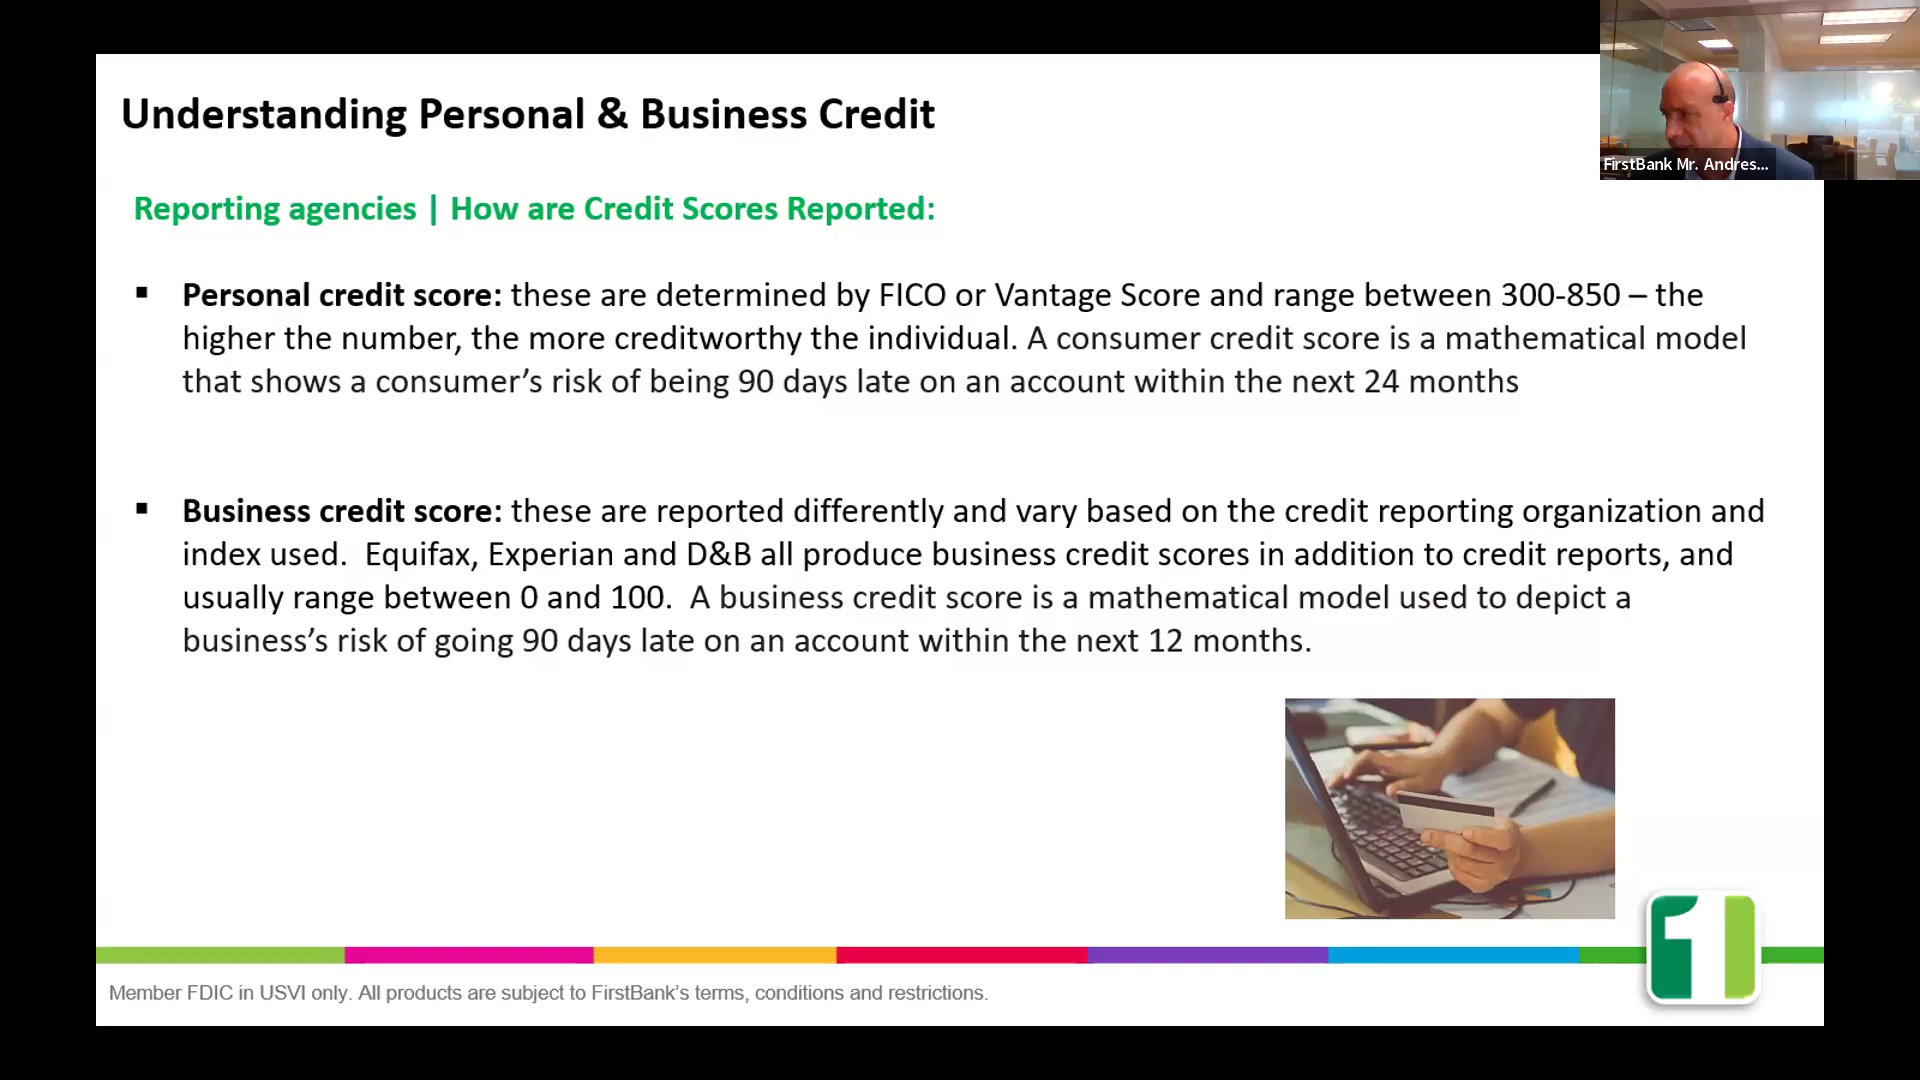 Understanding Personal & Business Credit
FirstBank Mr. Andres...
Reporting agencies | How are Credit Scores Reported:
▪ Personal credit score: these are determined by FICO or Vantage Score and range between 300-850 – the
higher the number, the more creditworthy the individual. A consumer credit score is a mathematical model
that shows a consumer’s risk of being 90 days late on an account within the next 24 months
▪ Business credit score: these are reported differently and vary based on the credit reporting organization and
index used.  Equifax, Experian and D&B all produce business credit scores in addition to credit reports, and
usually range between 0 and 100.  A business credit score is a mathematical model used to depict a
business’s risk of going 90 days late on an account within the next 12 months.
1
Member FDIC in USVI only. All products are subject to FirstBank’s terms, conditions and restrictions.